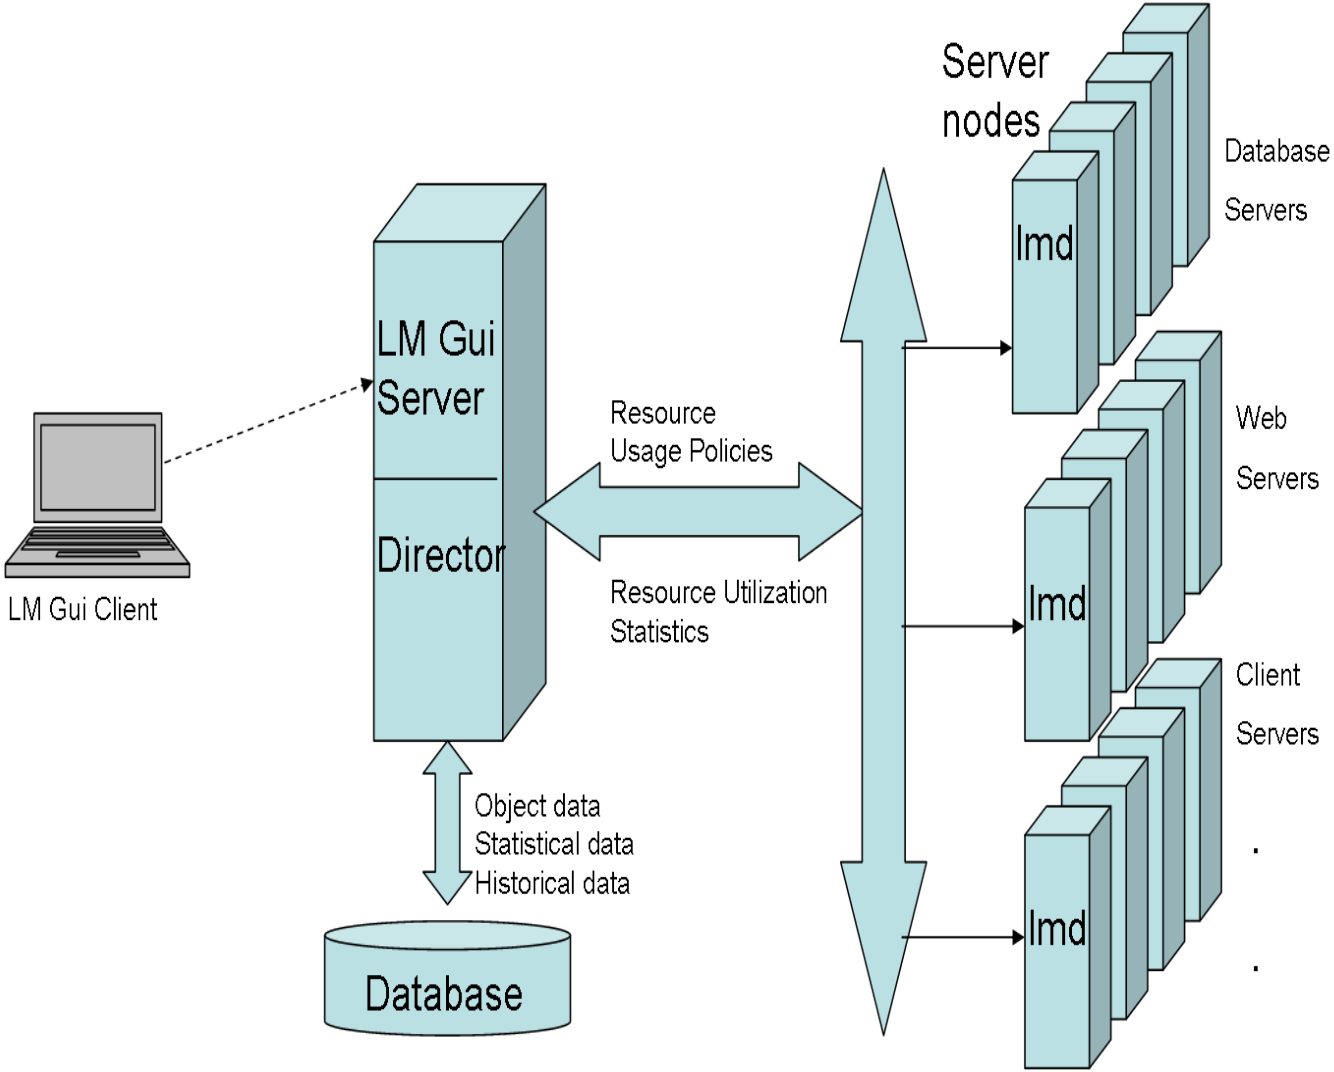 Server
nodes
Database
Servers
lmd
LM Gui
Server
Director
Resource
Usage Policies
Resource Utilization
Statistics
Web
Servers
lmd
LM Gui Client
Client
Servers
.
.
lmd
Object data
Statistical data
Historical data
Database